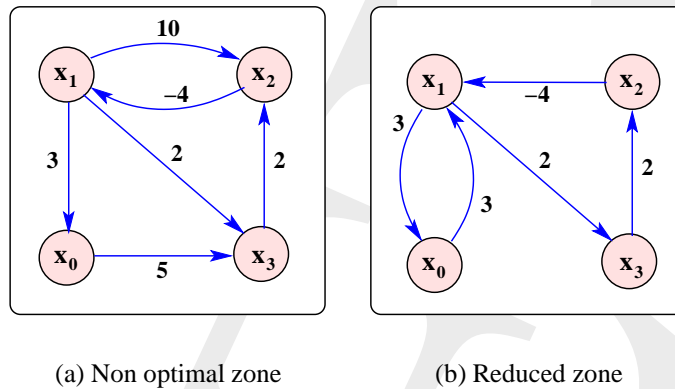 10
x1
x2
−4
3
2
2
x0
5
x3
(a) Non optimal zone
x1
x2
−4
3
2
2
3
x0
x3
(b) Reduced zone